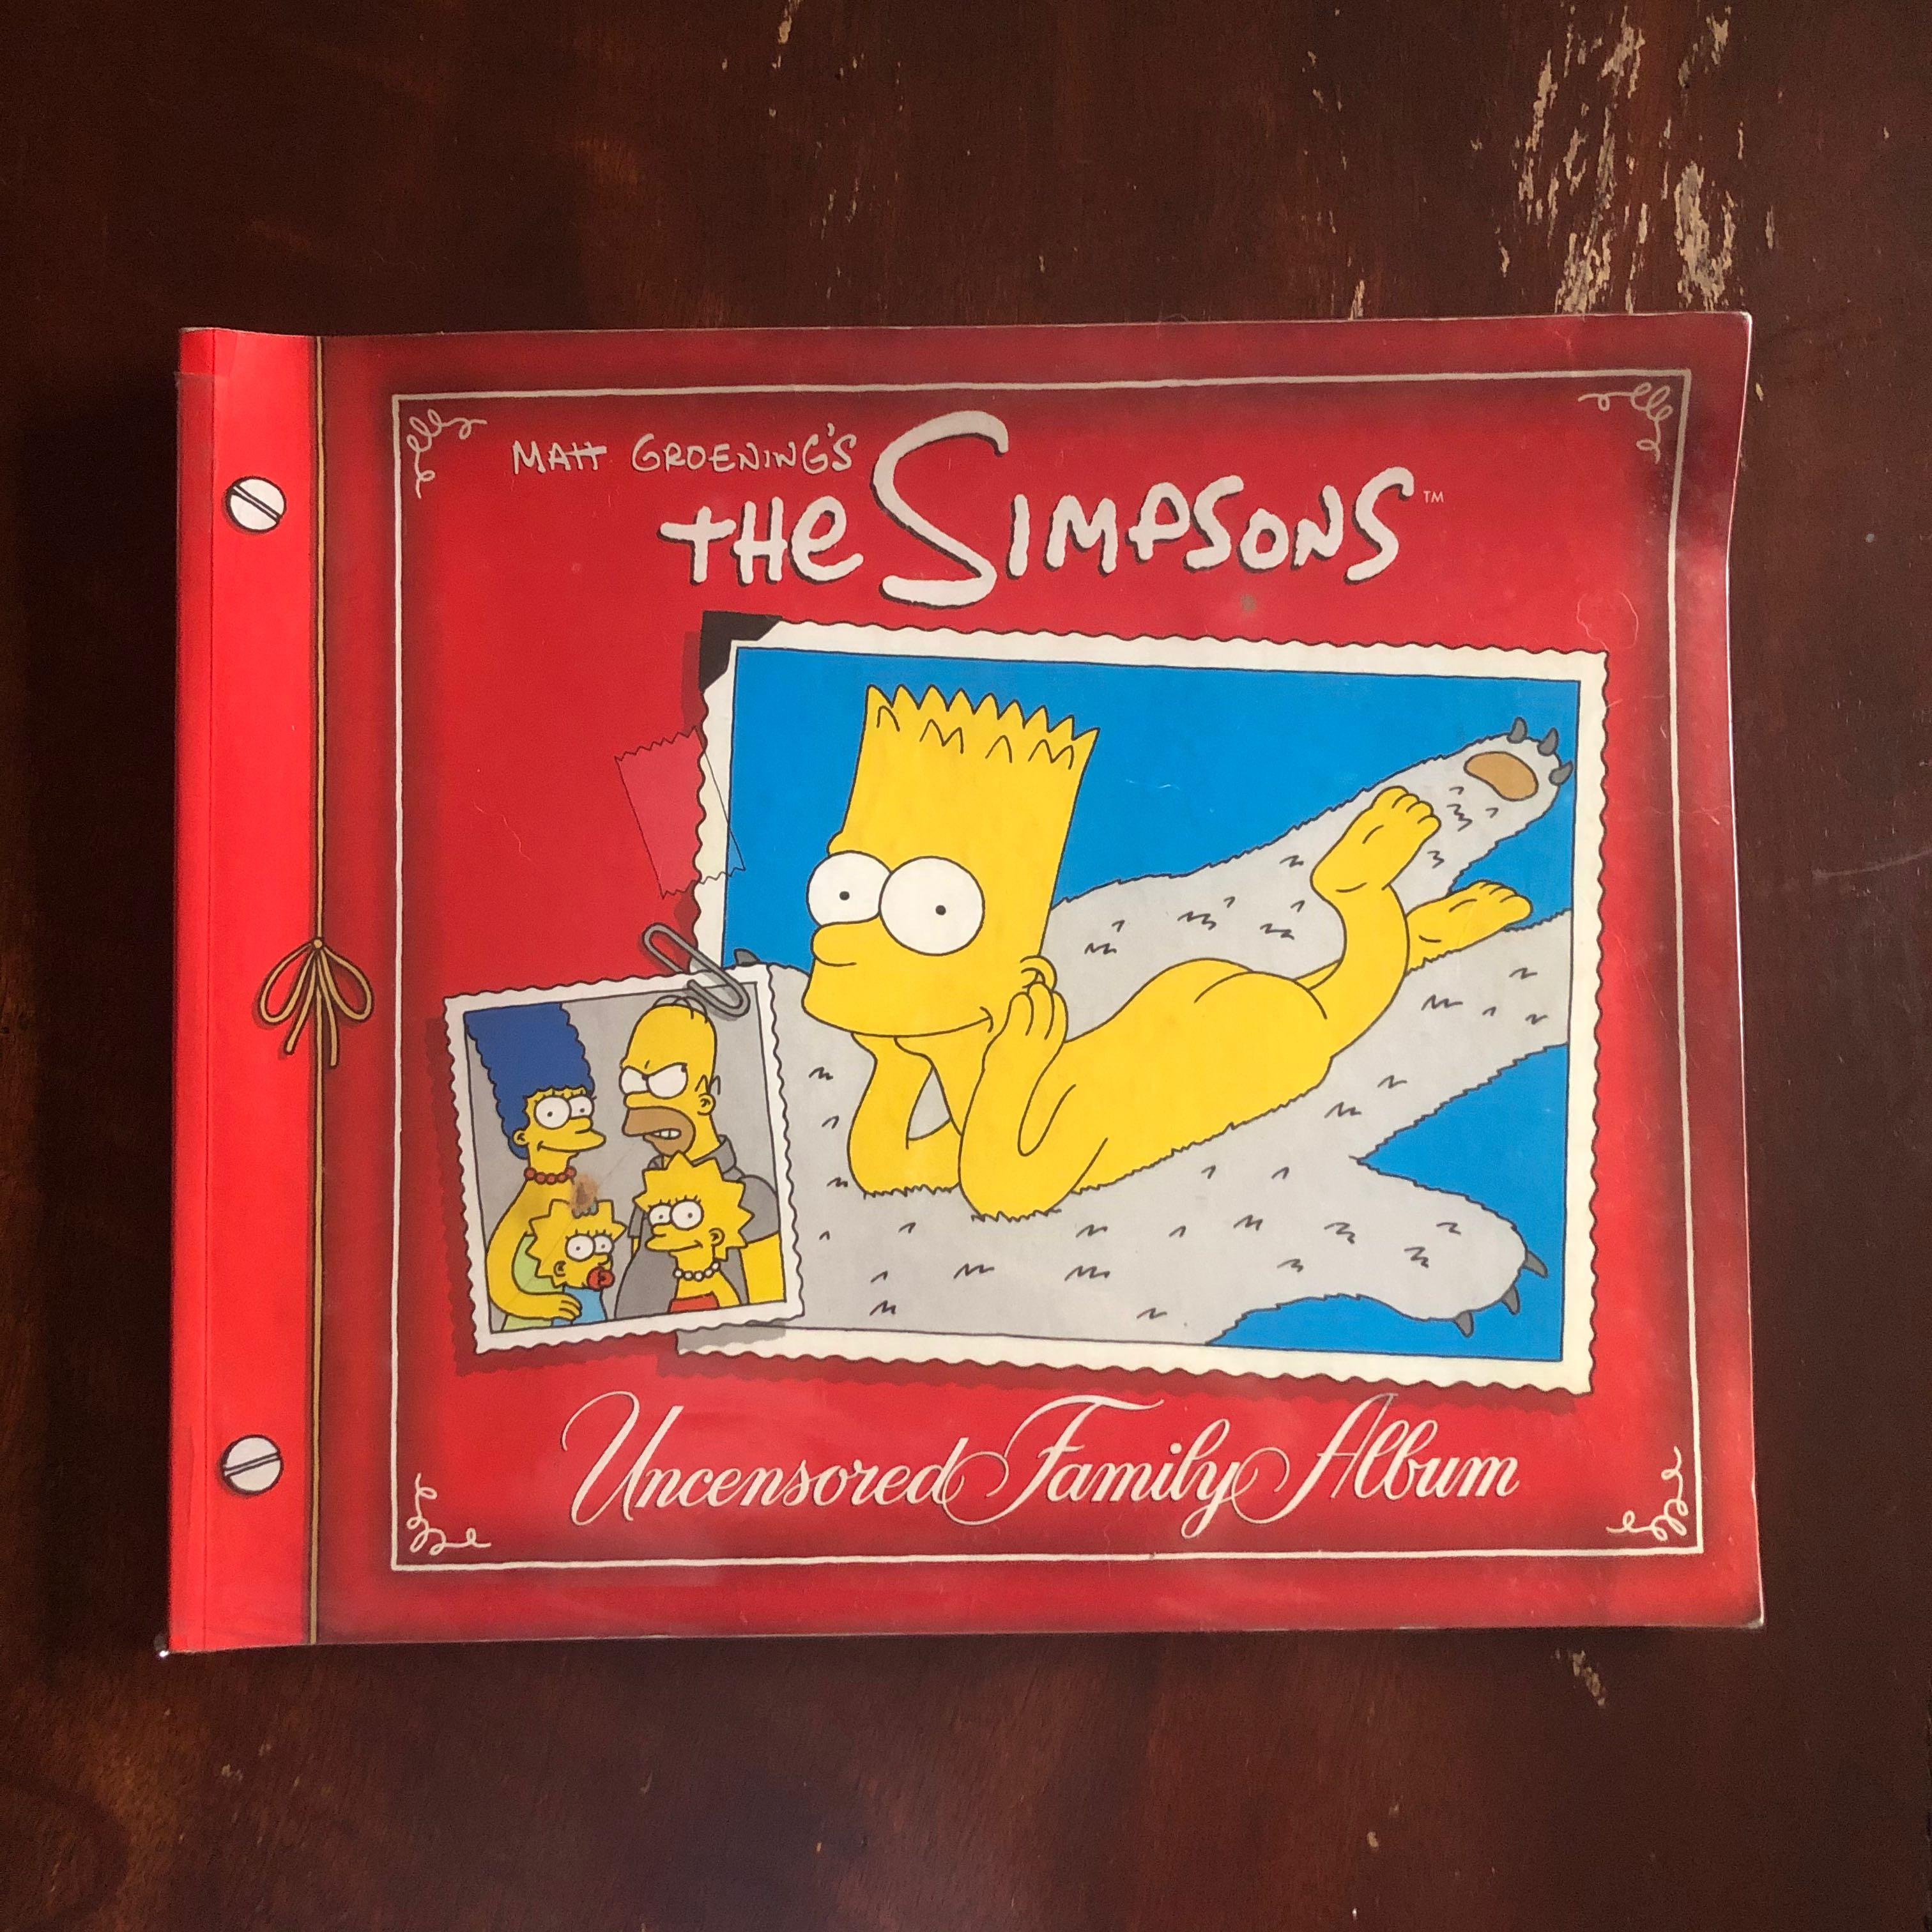 MATT GROENING'S
THE SIMPSONS™
Uncensored Family Album